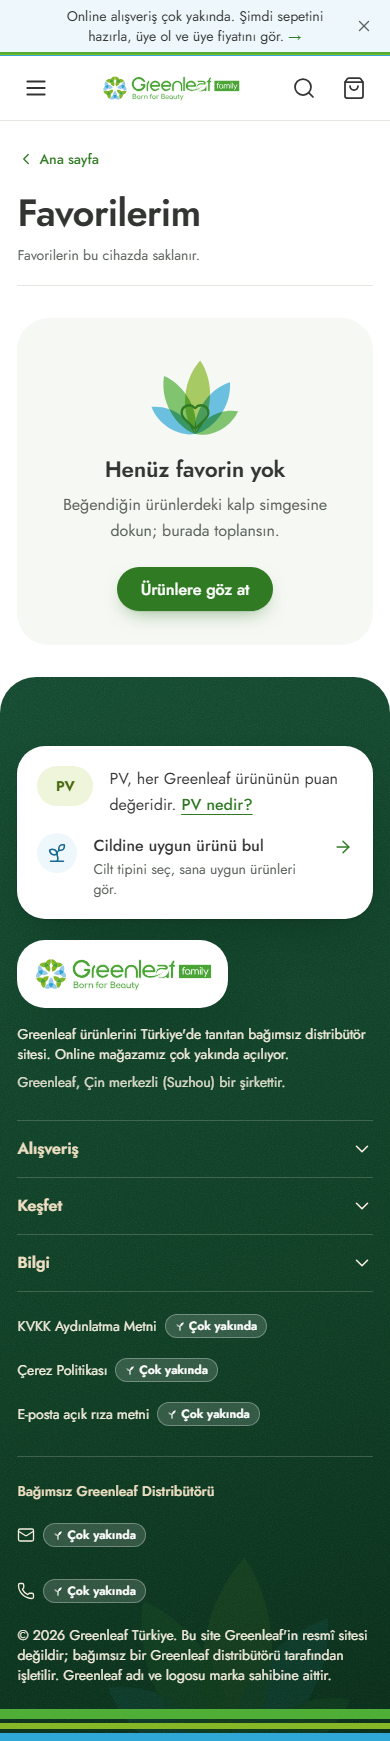 Online alışveriş çok yakında. Şimdi sepetini
hazırla, üye ol ve üye fiyatını gör. →
Greenleaf family
Born for Beauty
Ana sayfa
Favorilerim
Favorilerin bu cihazda saklanır.
Henüz favorin yok
Beğendiğin ürünlerdeki kalp simgesine
dokun; burada toplansın.
Ürünlere göz at
PV
PV, her Greenleaf ürününün puan
değeridir. PV nedir?
Cildine uygun ürünü bul
Cilt tipini seç, sana uygun ürünleri
gör.
Greenleaf family
Born for Beauty
Greenleaf ürünlerini Türkiye'de tanıtan bağımsız distribütör
sitesi. Online mağazamız çok yakında açılıyor.
Greenleaf, Çin merkezli (Suzhou) bir şirkettir.
Alışveriş
Keşfet
Bilgi
KVKK Aydınlatma Metni Çok yakında
Çerez Politikası Çok yakında
E-posta açık rıza metni Çok yakında
Bağımsız Greenleaf Distribütörü
Çok yakında
Çok yakında
© 2026 Greenleaf Türkiye. Bu site Greenleaf'in resmî sitesi
değildir; bağımsız bir Greenleaf distribütörü tarafından
işletilir. Greenleaf adı ve logosu marka sahibine aittir.